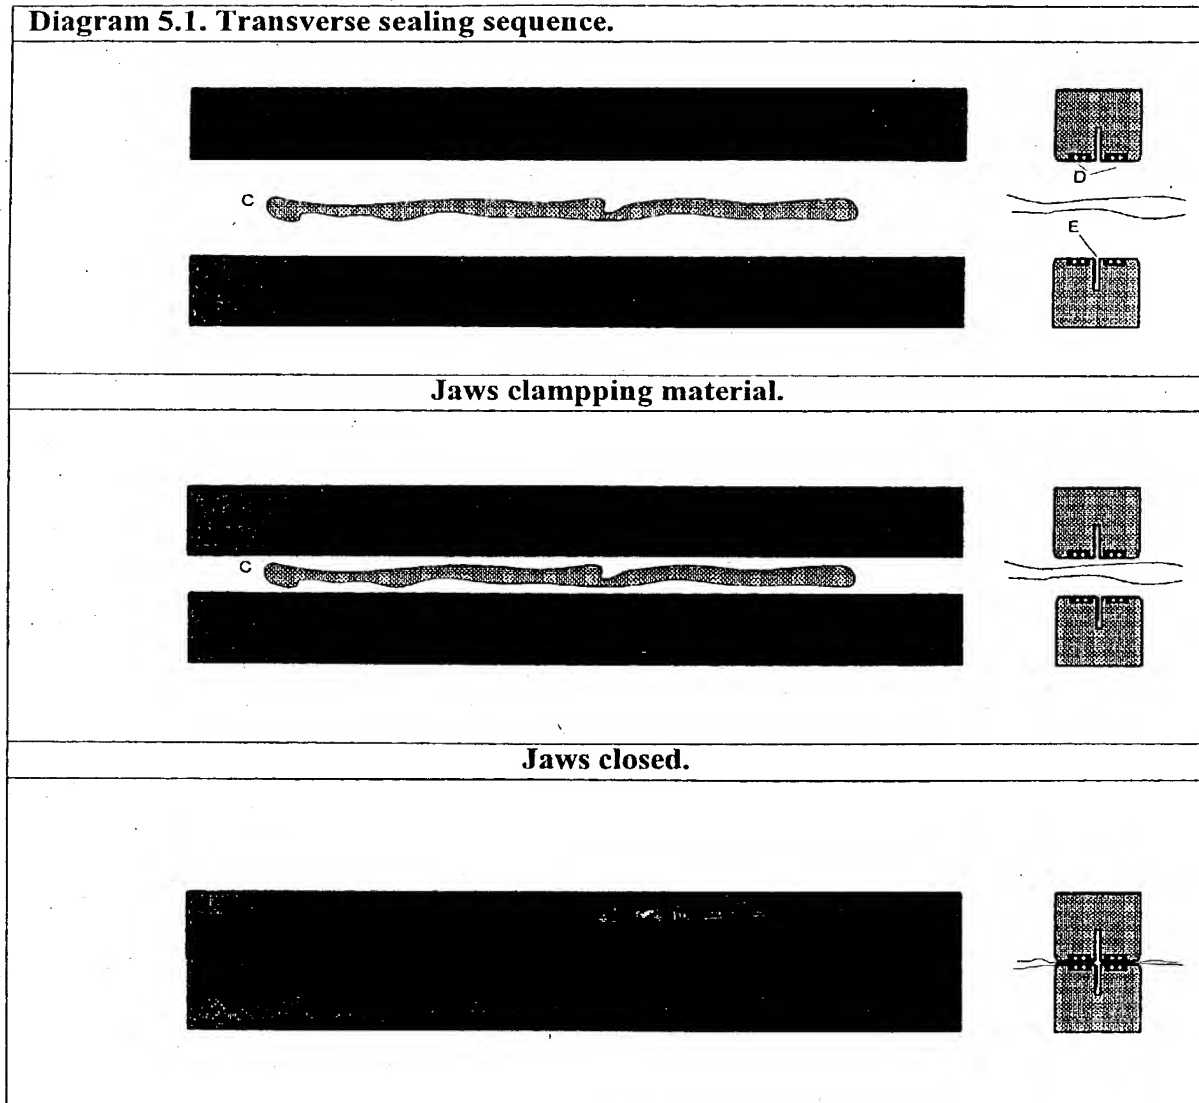 Diagram 5.1. Transverse sealing sequence.
C
D
E
Jaws clampping material.
C
Jaws closed.